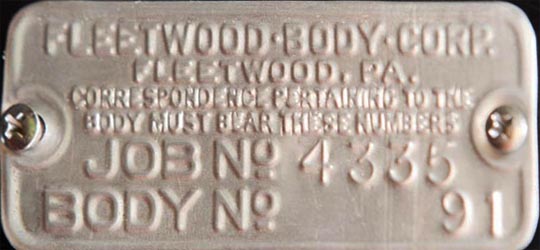 FLEETWOOD·BODY·CORP.
FLEETWOOD, PA.
CORRESPONDENCE PERTAINING TO THE
BODY MUST BEAR THESE NUMBERS
JOB No 4335
BODY No 91